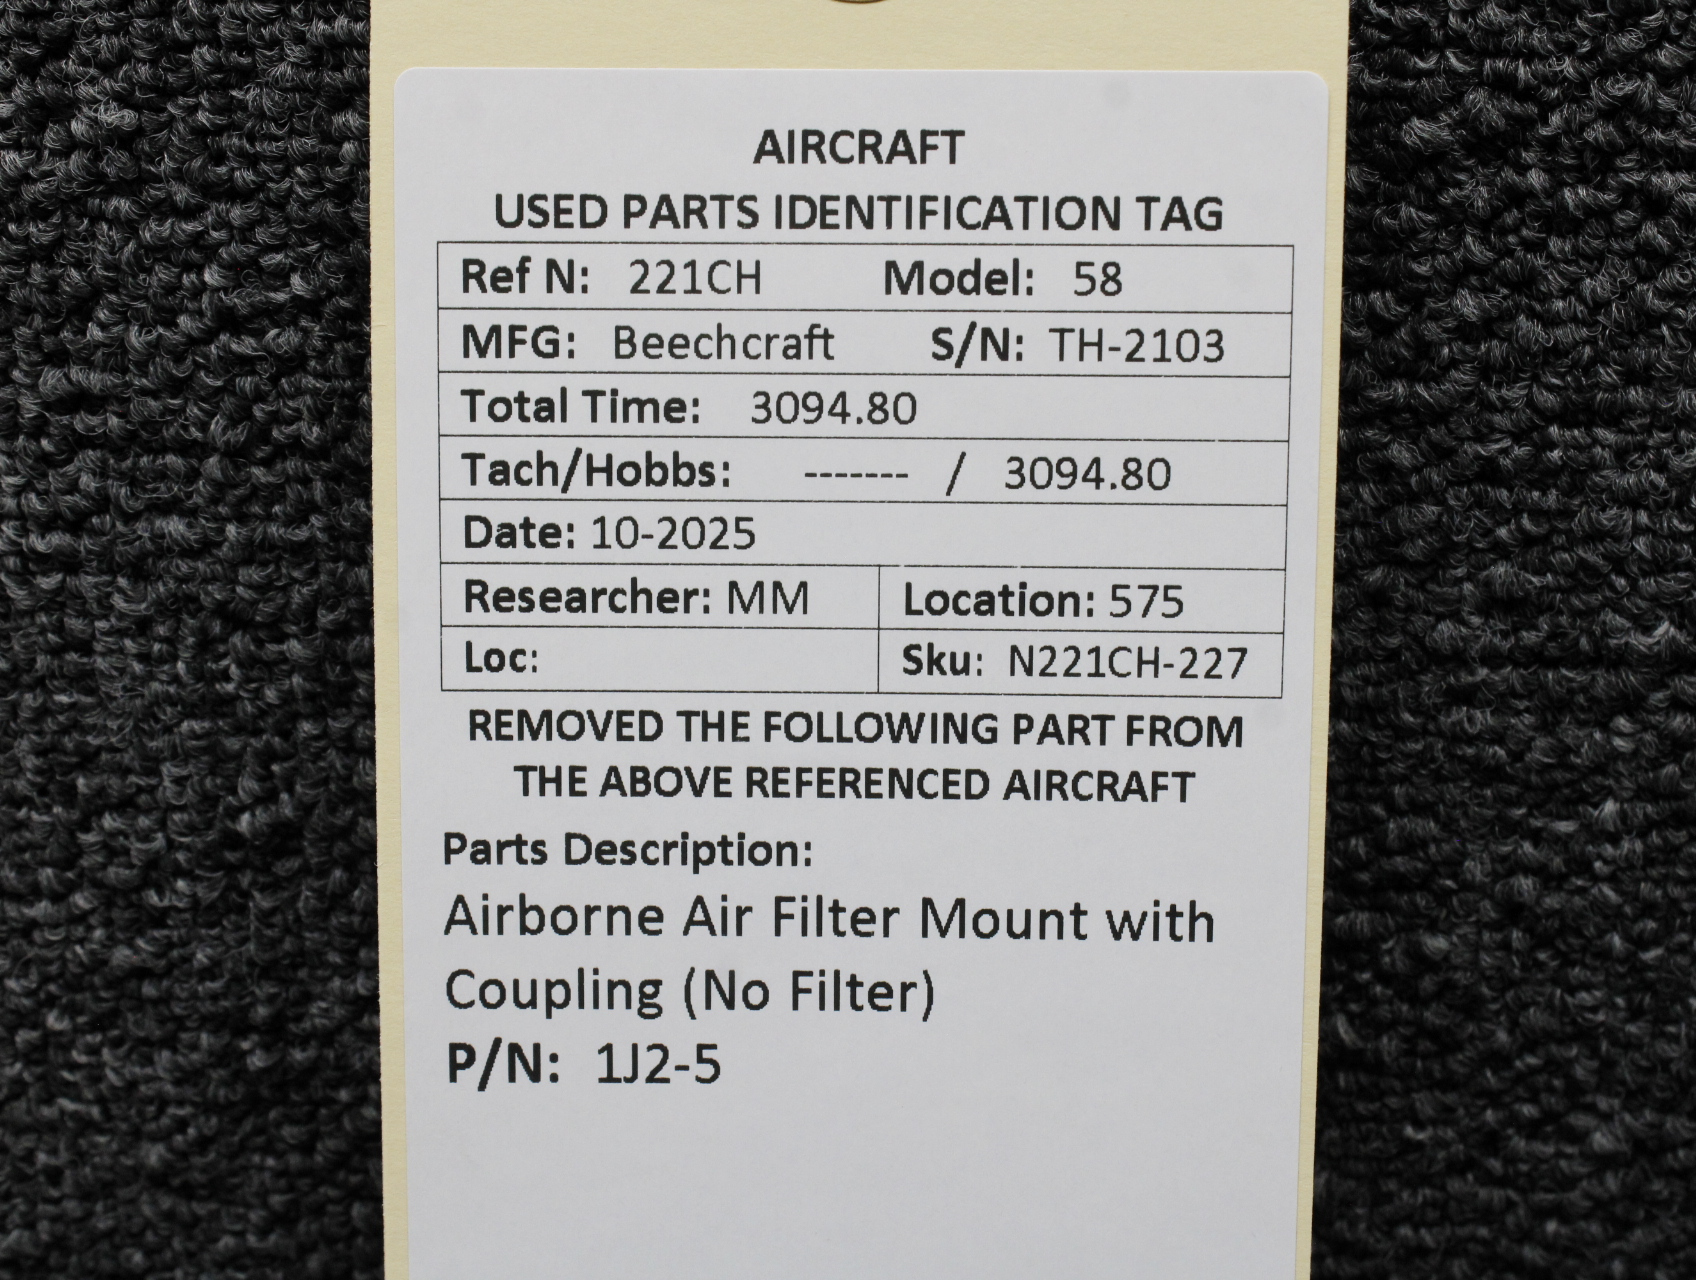 AIRCRAFT
USED PARTS IDENTIFICATION TAG
Ref N: 221CH Model: 58
MFG: Beechcraft S/N: TH-2103
Total Time: 3094.80
Tach/Hobbs: ------- / 3094.80
Date: 10-2025
Researcher: MM Location: 575
Loc: Sku: N221CH-227
REMOVED THE FOLLOWING PART FROM
THE ABOVE REFERENCED AIRCRAFT
Parts Description:
Airborne Air Filter Mount with
Coupling (No Filter)
P/N: 1J2-5